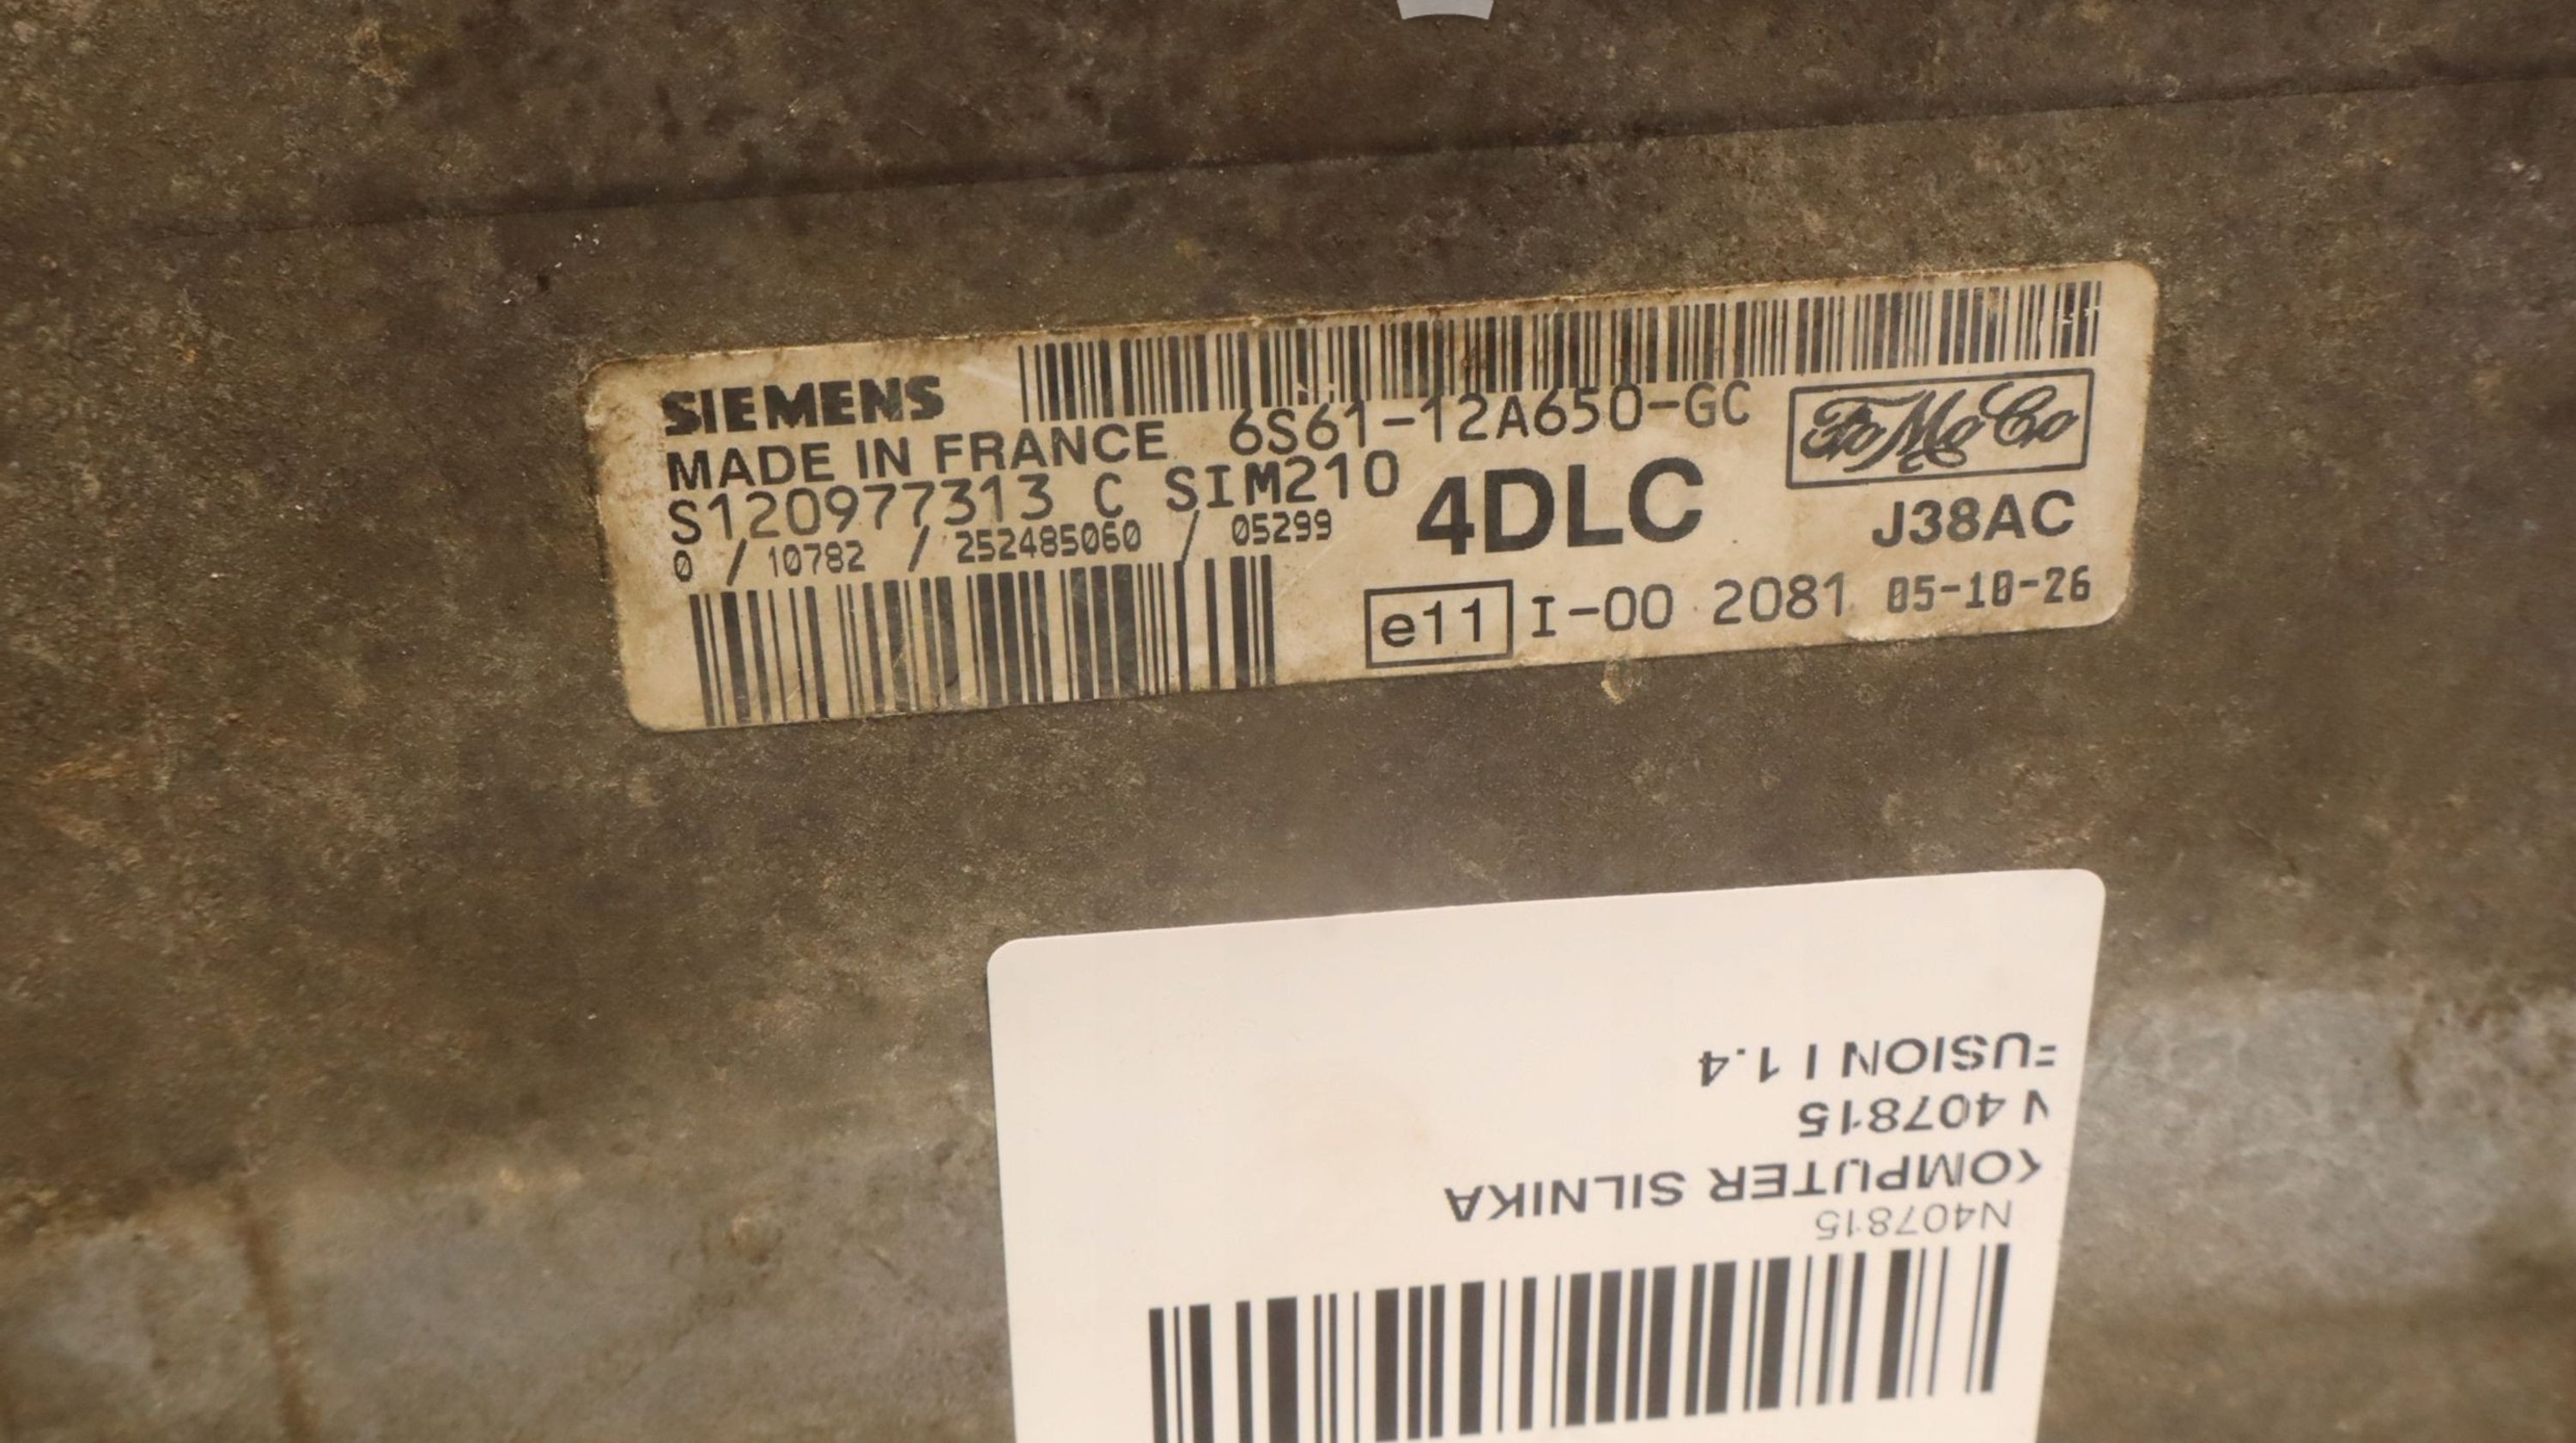 SIEMENS
MADE IN FRANCE 6S61-12A650-GC
FoMoCo
S120977313 C SIM210
4DLC
J38AC
0 / 10782 / 252485060 / 05299
e11 I-00 2081 05-10-26
N407815
KOMPUTER SILNIKA
N 407815
FUSION I 1.4